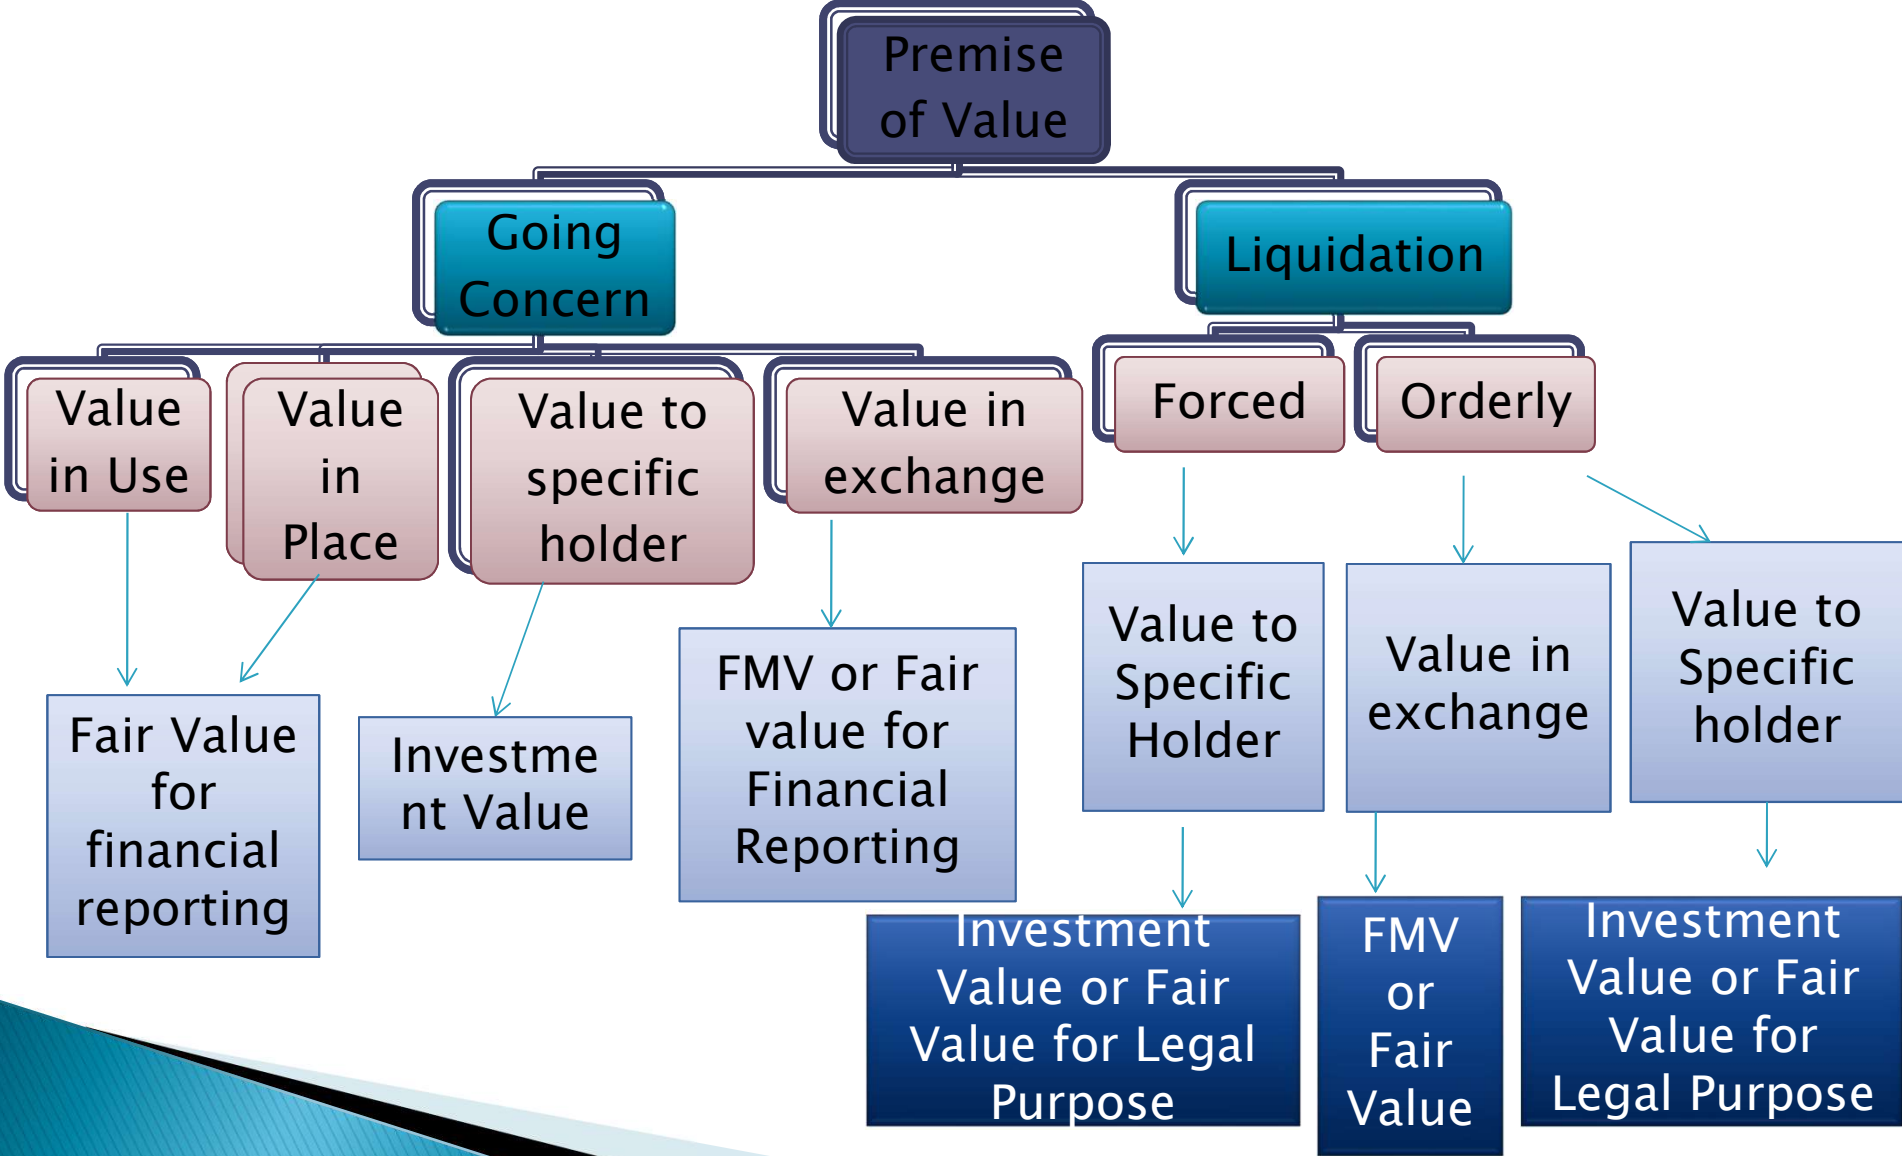 Premise
of Value
Going
Concern
Liquidation
Value
in Use
Value
in
Place
Value to
specific
holder
Value in
exchange
Forced
Orderly
Fair Value
for
financial
reporting
Investme
nt Value
FMV or Fair
value for
Financial
Reporting
Value to
Specific
Holder
Value in
exchange
Value to
Specific
holder
Investment
Value or Fair
Value for Legal
Purpose
FMV
or
Fair
Value
Investment
Value or Fair
Value for
Legal Purpose